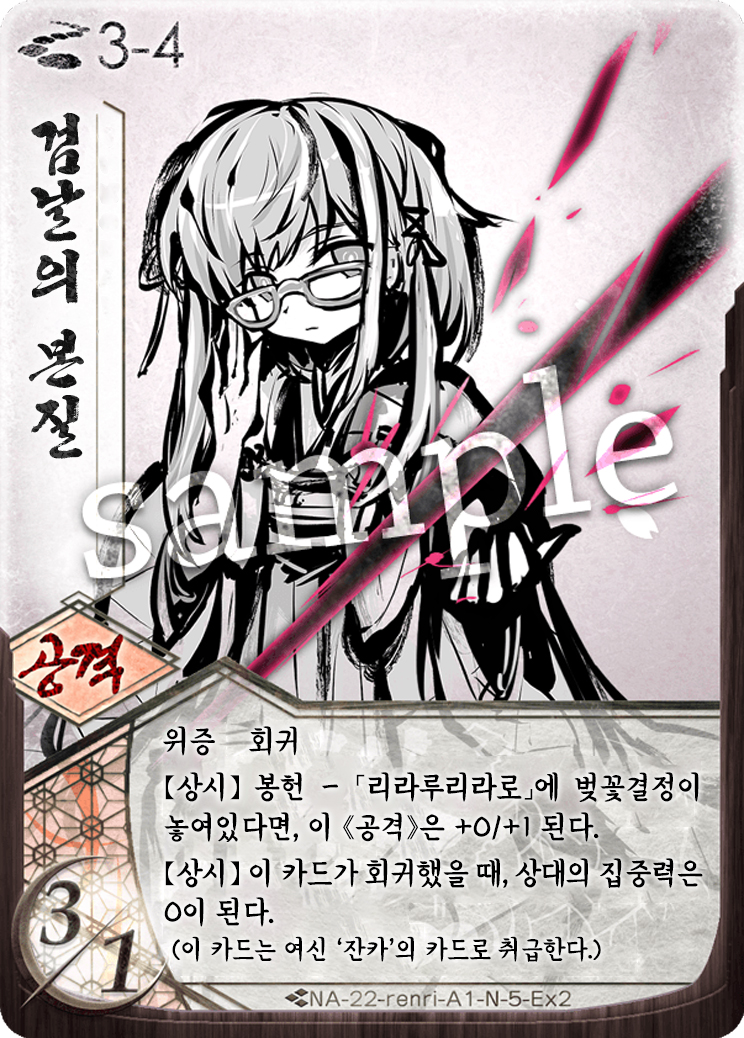 3-4
검날의 본질
sample
공격
위증 회귀
【상시】 봉헌 - 「리라루리라로」에 벚꽃결정이
놓여있다면, 이 《공격》은 +0/+1 된다.
【상시】 이 카드가 회귀했을 때, 상대의 집중력은
0이 된다.
(이 카드는 여신 ‘잔카’의 카드로 취급한다.)
3/1
NA-22-renri-A1-N-5-Ex2